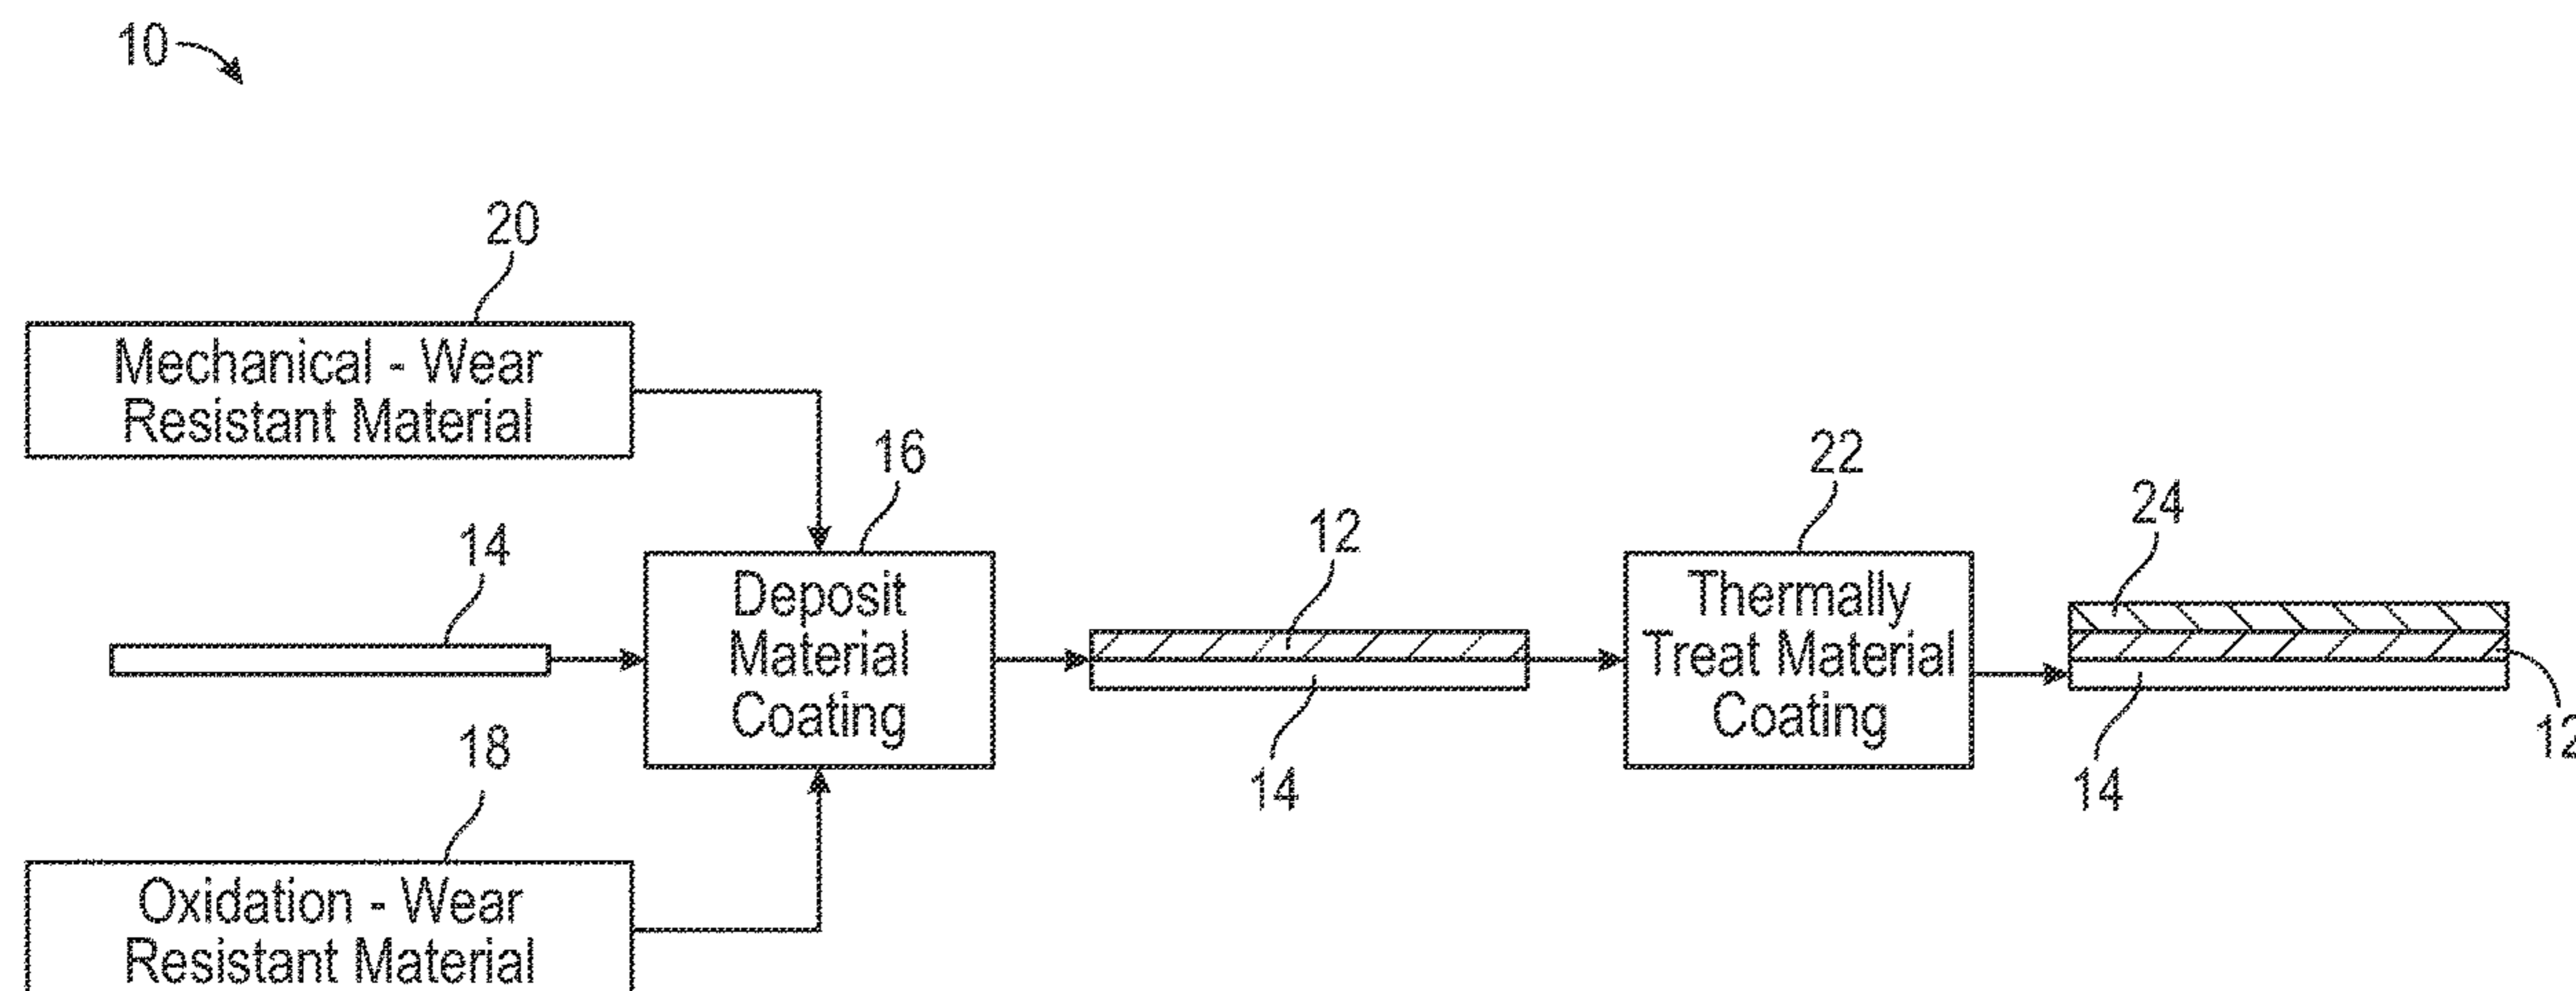 10
20
Mechanical - Wear
Resistant Material
16
22
24
14
12
Deposit
Material
Coating
Thermally
Treat Material
Coating
18
14
14
12
Oxidation - Wear
Resistant Material